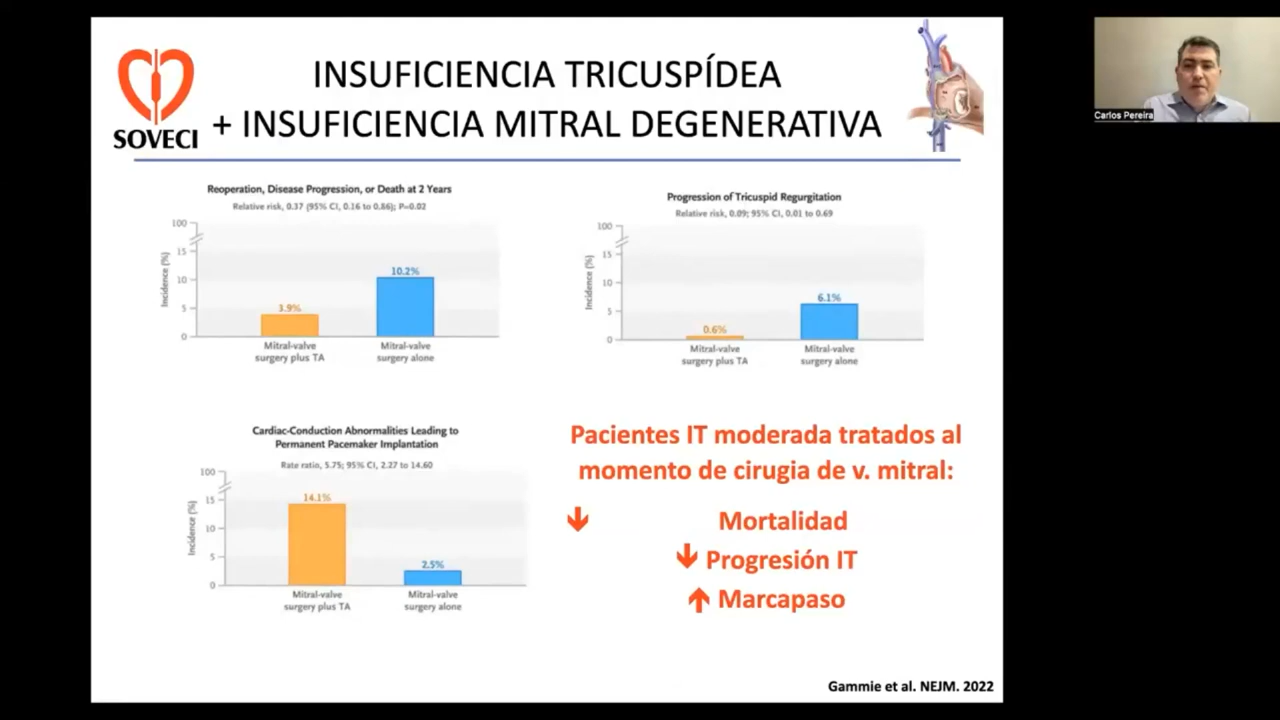 INSUFICIENCIA TRICUSPÍDEA
+ INSUFICIENCIA MITRAL DEGENERATIVA
SOVECI
Carlos Pereira
Reoperation, Disease Progression, or Death at 2 Years
Relative risk, 0.37 (95% CI, 0.16 to 0.86); P=0.02
Incidence (%)
100
15
10
5
0
3.9%
10.2%
Mitral-valve
surgery plus TA
Mitral-valve
surgery alone
Progression of Tricuspid Regurgitation
Relative risk, 0.09; 95% CI, 0.01 to 0.69
Incidence (%)
100
15
10
5
0
0.6%
6.1%
Mitral-valve
surgery plus TA
Mitral-valve
surgery alone
Cardiac-Conduction Abnormalities Leading to
Permanent Pacemaker Implantation
Rate ratio, 5.75; 95% CI, 2.27 to 14.60
Incidence (%)
100
15
10
5
0
14.1%
2.5%
Mitral-valve
surgery plus TA
Mitral-valve
surgery alone
Pacientes IT moderada tratados al
momento de cirugia de v. mitral:
↓ Mortalidad
↓ Progresión IT
↑ Marcapaso
Gammie et al. NEJM. 2022